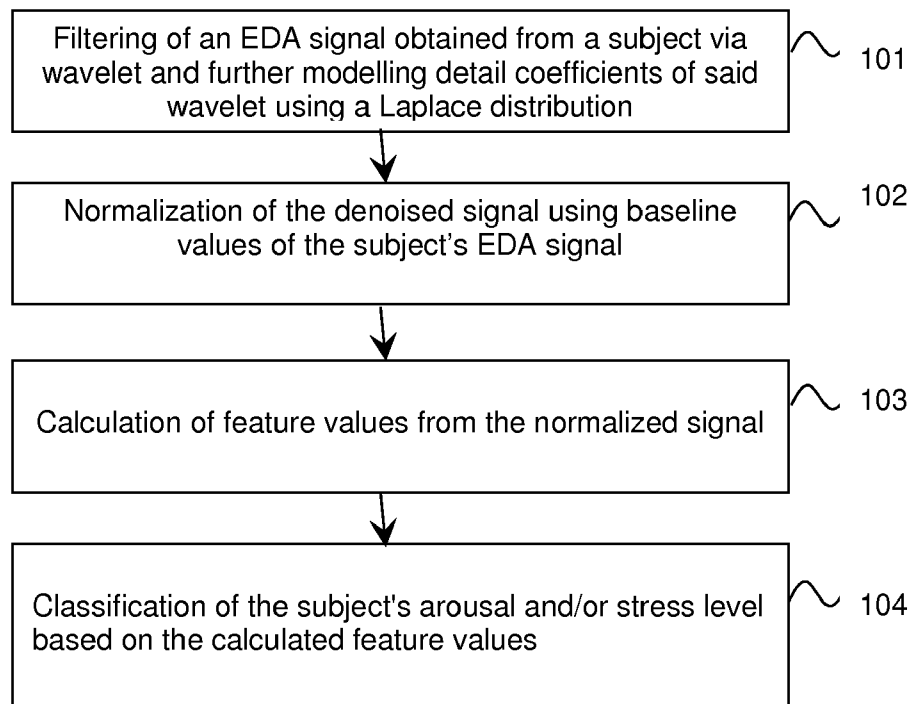 Filtering of an EDA signal obtained from a subject via
wavelet and further modelling detail coefficients of said
wavelet using a Laplace distribution
101
Normalization of the denoised signal using baseline
values of the subject's EDA signal
102
Calculation of feature values from the normalized signal
103
Classification of the subject's arousal and/or stress level
based on the calculated feature values
104